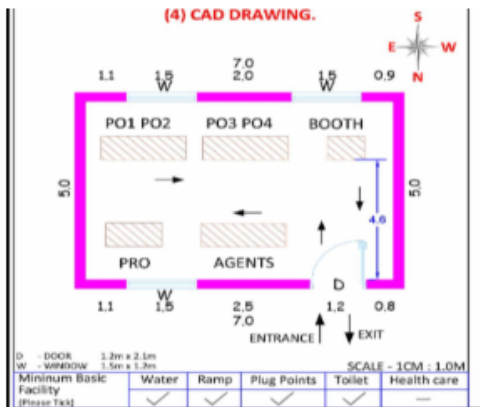 (4) CAD DRAWING.
S
E W
N
7.0
1.1 1.5 2.0 1.5 0.9
W W
PO1 PO2 PO3 PO4 BOOTH
5.0 5.0
4.6
PRO AGENTS
D
W
1.1 1.5 2.5 1.2 0.8
7.0
ENTRANCE EXIT
D - DOOR 1.2m x 2.1m
W - WINDOW 1.5m x 1.2m
SCALE - 1CM : 1.0M
Mininum Basic Facility (Please Tick) Water Ramp Plug Points Toilet Health care